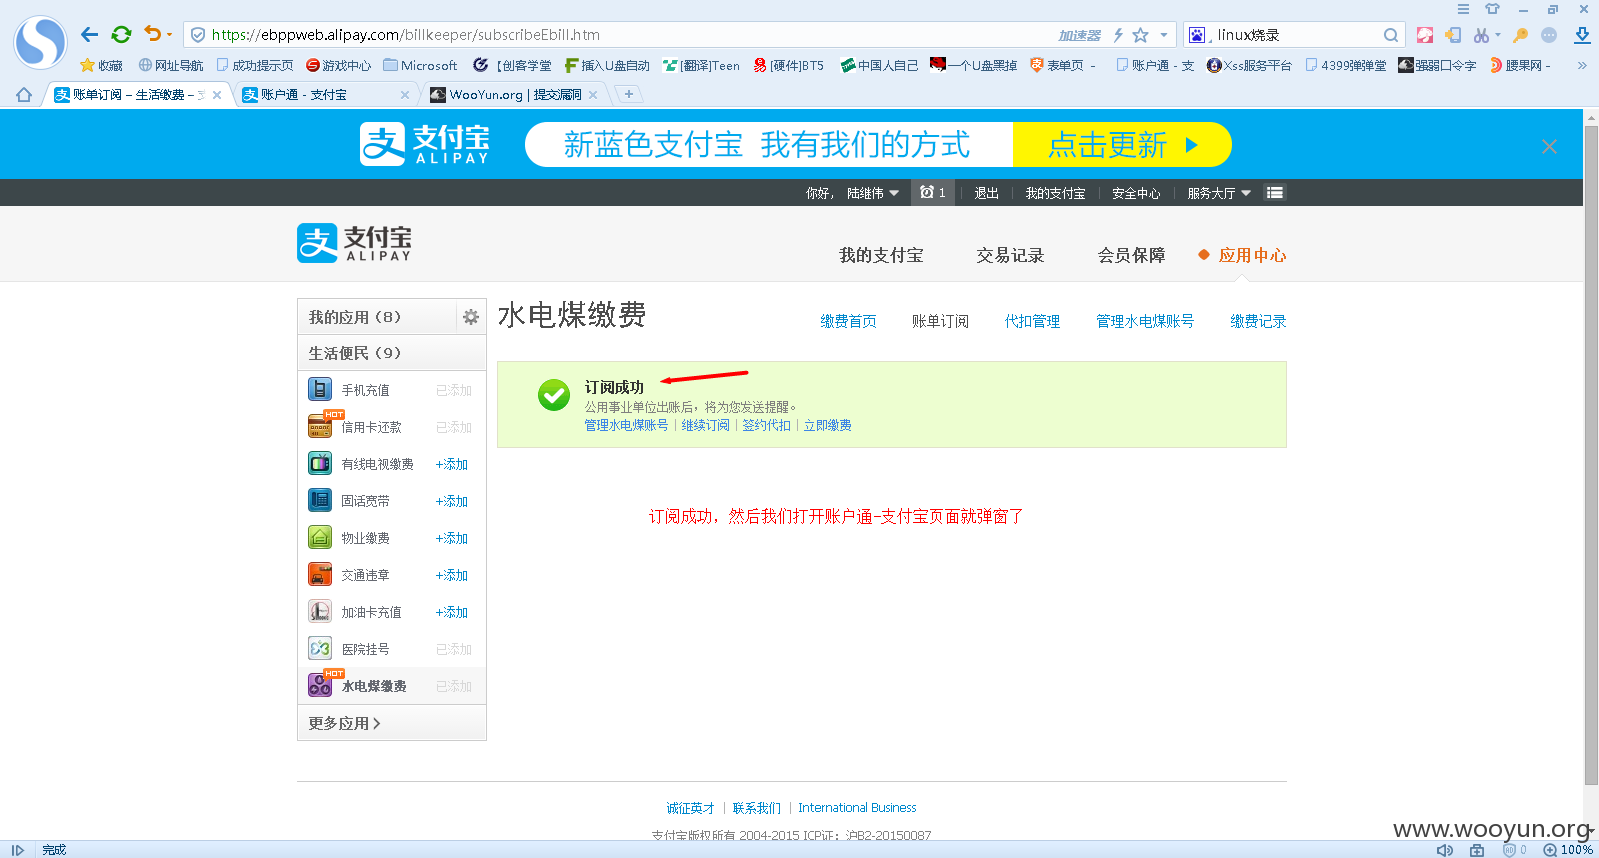 https://ebppweb.alipay.com/billkeeper/subscribeEbill.htm
加速器
linux烧录
收藏 网址导航 成功提示页 游戏中心 Microsoft 【创客学堂 插入U盘自动 [翻译]Teen [硬件]BT5 中国人自己 一个U盘黑掉 表单页 - 账户通 - 支 Xss服务平台 4399弹弹堂 强弱口令字 腰果网 - »
账单订阅 - 生活缴费 - 支 × 账户通 - 支付宝 × WooYun.org | 提交漏洞 × +
支付宝 ALIPAY
新蓝色支付宝 我有我们的方式 点击更新
你好， 陆继伟 1 退出 我的支付宝 安全中心 服务大厅
支付宝 ALIPAY
我的支付宝 交易记录 会员保障 应用中心
我的应用（8）
生活便民（9）
手机充值 已添加
HOT
信用卡还款 已添加
有线电视缴费 +添加
固话宽带 +添加
物业缴费 +添加
交通违章 +添加
加油卡充值 +添加
医院挂号 已添加
HOT
水电煤缴费 已添加
更多应用 >
水电煤缴费
缴费首页 账单订阅 代扣管理 管理水电煤账号 缴费记录
订阅成功
公用事业单位出账后，将为您发送提醒。
管理水电煤账号 | 继续订阅 | 签约代扣 | 立即缴费
订阅成功，然后我们打开账户通-支付宝页面就弹窗了
诚征英才 | 联系我们 | International Business
支付宝版权所有 2004-2015 ICP证：沪B2-20150087
www.wooyun.org
完成
0
100%